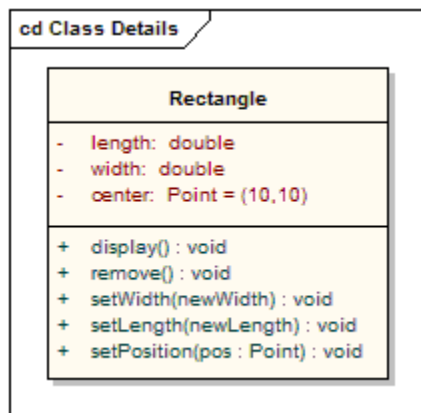 cd Class Details
Rectangle
- length: double
- width: double
- center: Point = (10,10)
+ display() : void
+ remove() : void
+ setWidth(newWidth) : void
+ setLength(newLength) : void
+ setPosition(pos : Point) : void